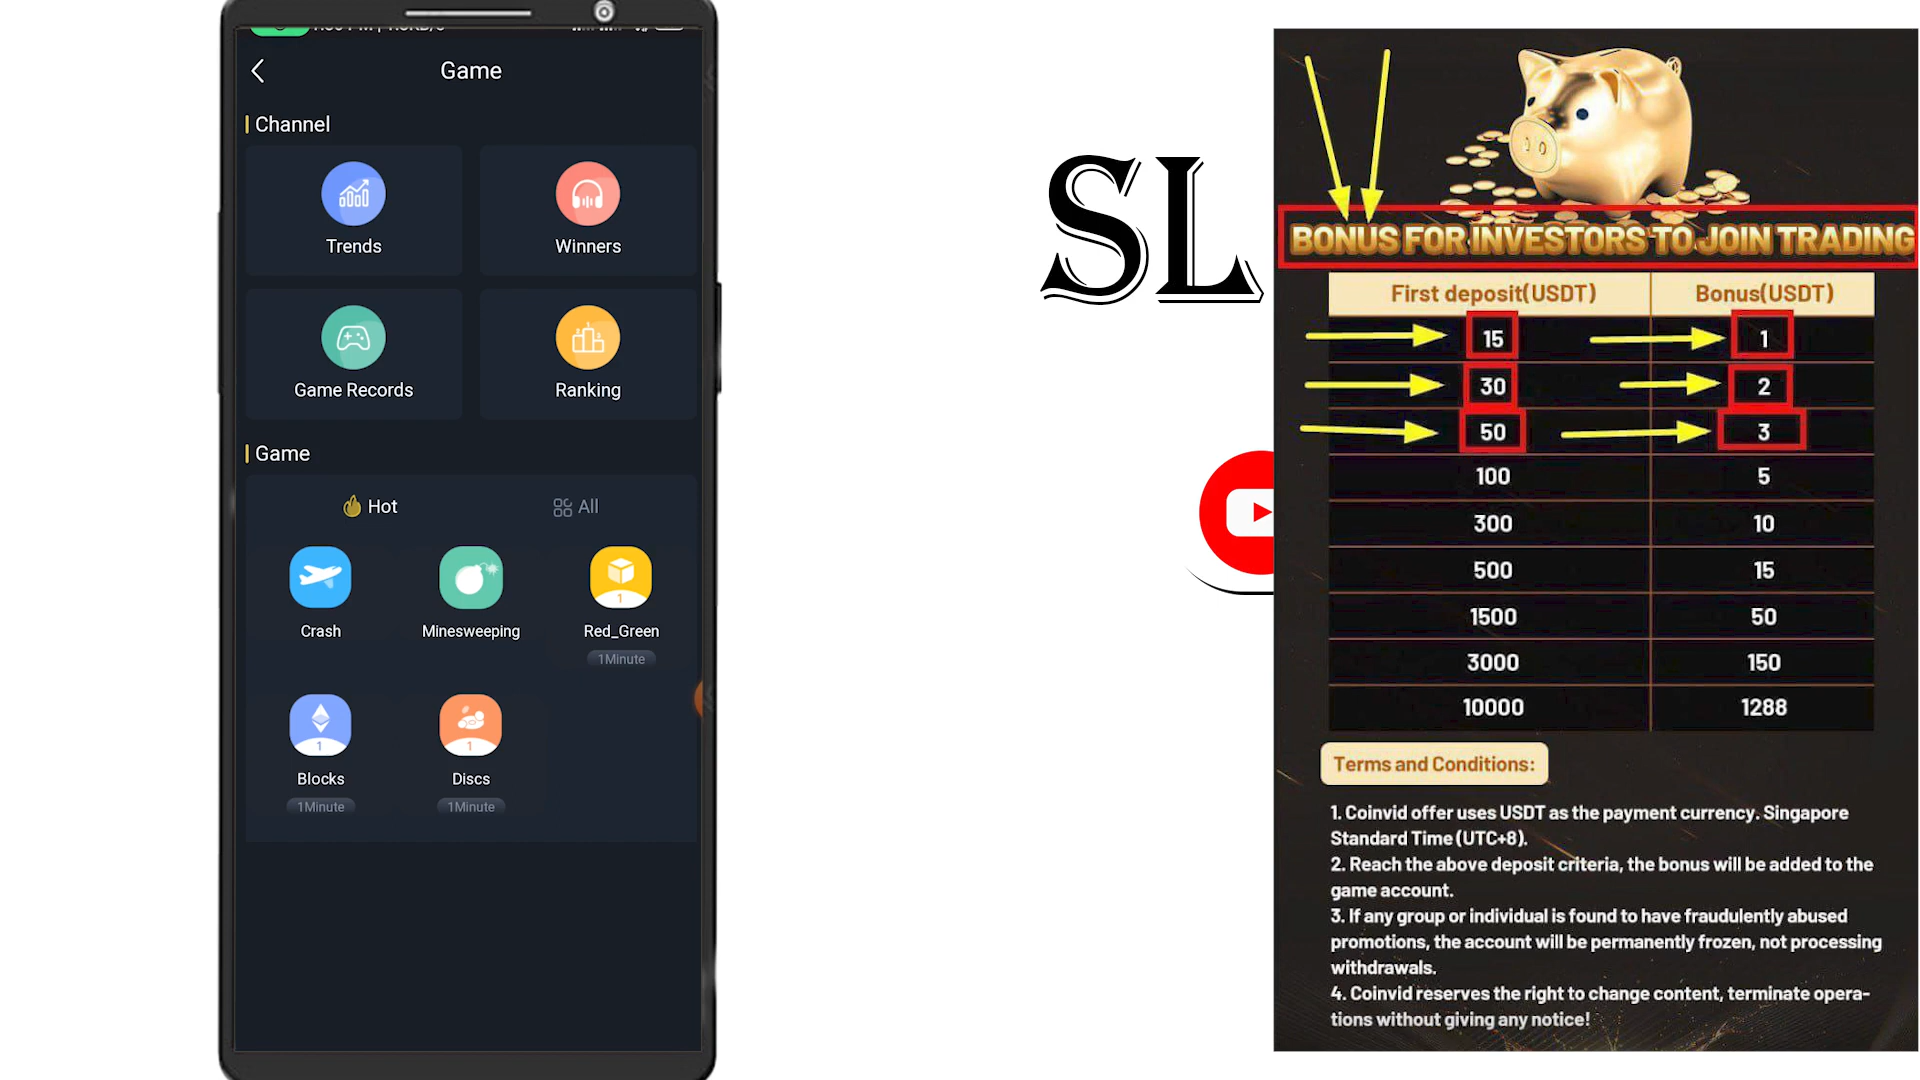 Game
Channel
Trends
Winners
Game Records
Ranking
Game
Hot
All
Crash
Minesweeping
1
Red_Green
1Minute
1
Blocks
1Minute
1
Discs
1Minute
SL
BONUS FOR INVESTORS TO JOIN TRADING
First deposit(USDT) Bonus(USDT)
15 1
30 2
50 3
100 5
300 10
500 15
1500 50
3000 150
10000 1288
Terms and Conditions:
1. Coinvid offer uses USDT as the payment currency. Singapore
Standard Time (UTC+8).
2. Reach the above deposit criteria, the bonus will be added to the
game account.
3. If any group or individual is found to have fraudulently abused
promotions, the account will be permanently frozen, not processing
withdrawals.
4. Coinvid reserves the right to change content, terminate opera-
tions without giving any notice!